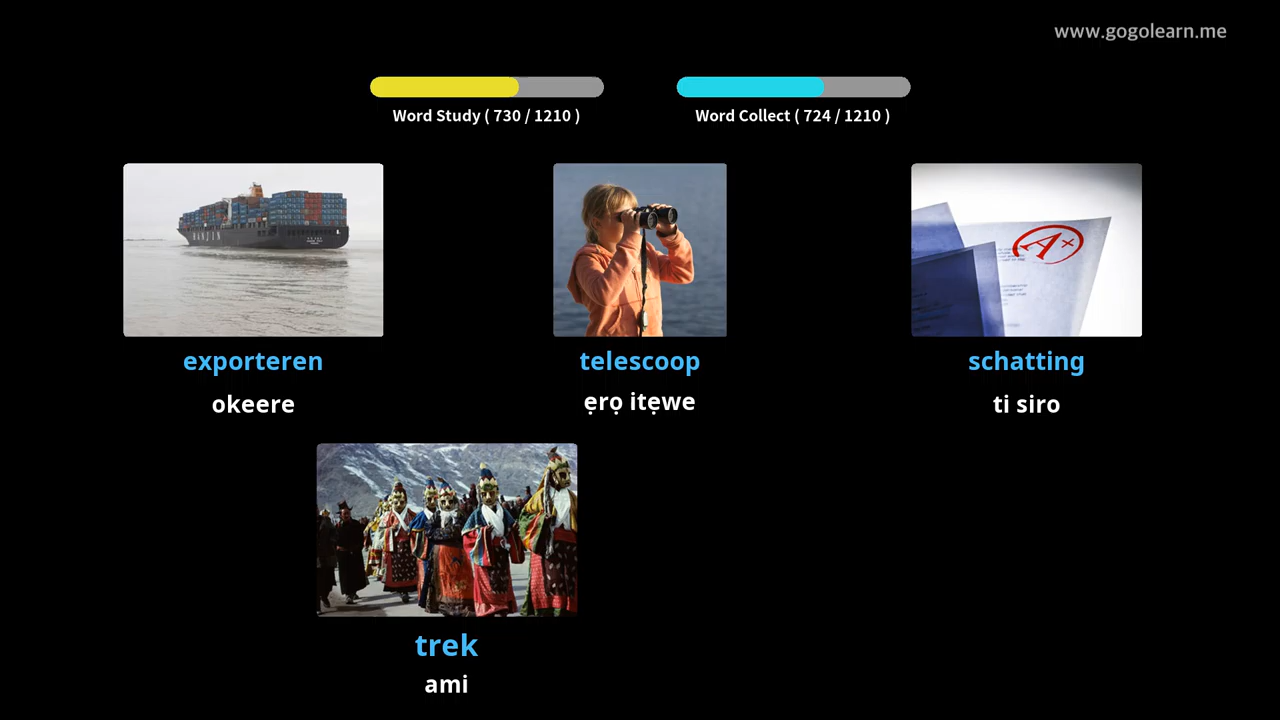 www.gogolearn.me
Word Study ( 730 / 1210 )
Word Collect ( 724 / 1210 )
HANJIN
A+
exporteren
telescoop
schatting
okeere
ẹrọ itẹwe
ti siro
trek
ami